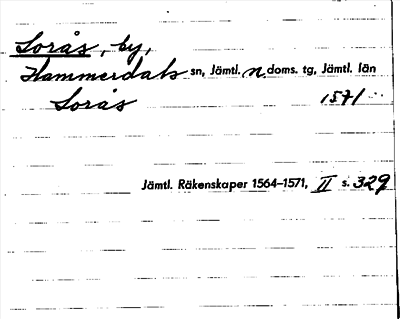 Sorås, by,
Hammerdals sn, Jämtl. n. doms. tg, Jämtl. län
Sorås 1571
Jämtl. Räkenskaper 1564–1571, II s. 329